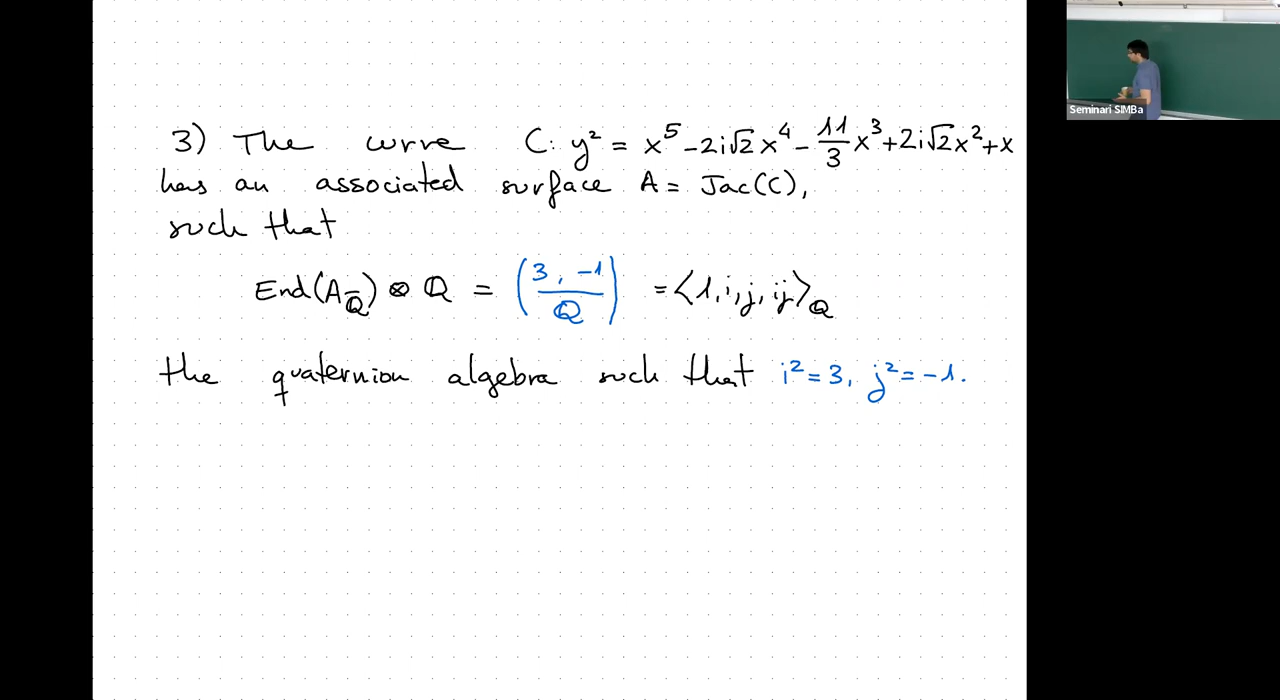 3) The curve C: y² = x⁵ - 2i√2 x⁴ - 11/3 x³ + 2i√2 x² + x
has an associated surface A = Jac(C),
such that
End(A_Q̄) ⊗ Q = (3, -1 / Q) = ⟨1, i, j, ij⟩_Q
the quaternion algebra such that i² = 3, j² = -1.
Seminari SIMBa